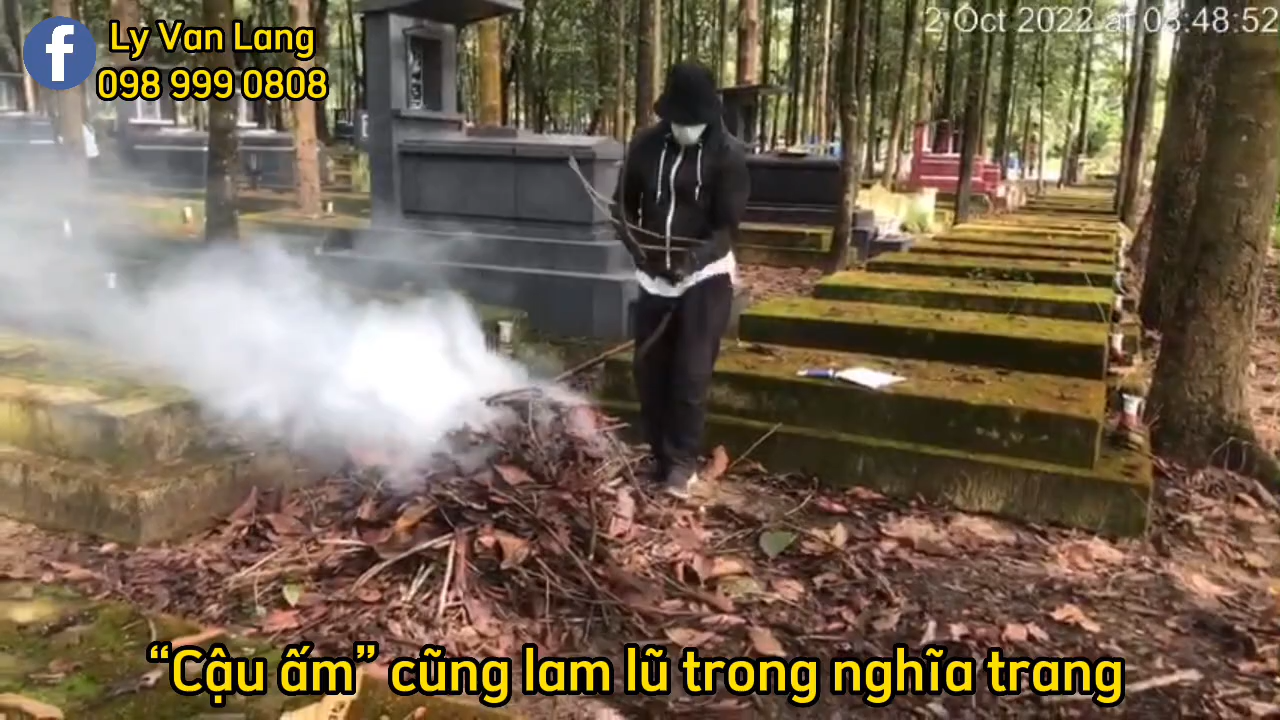 f Ly Van Lang
098 999 0808
2 Oct 2022 at 08:48:52
“Cậu ấm” cũng lam lũ trong nghĩa trang